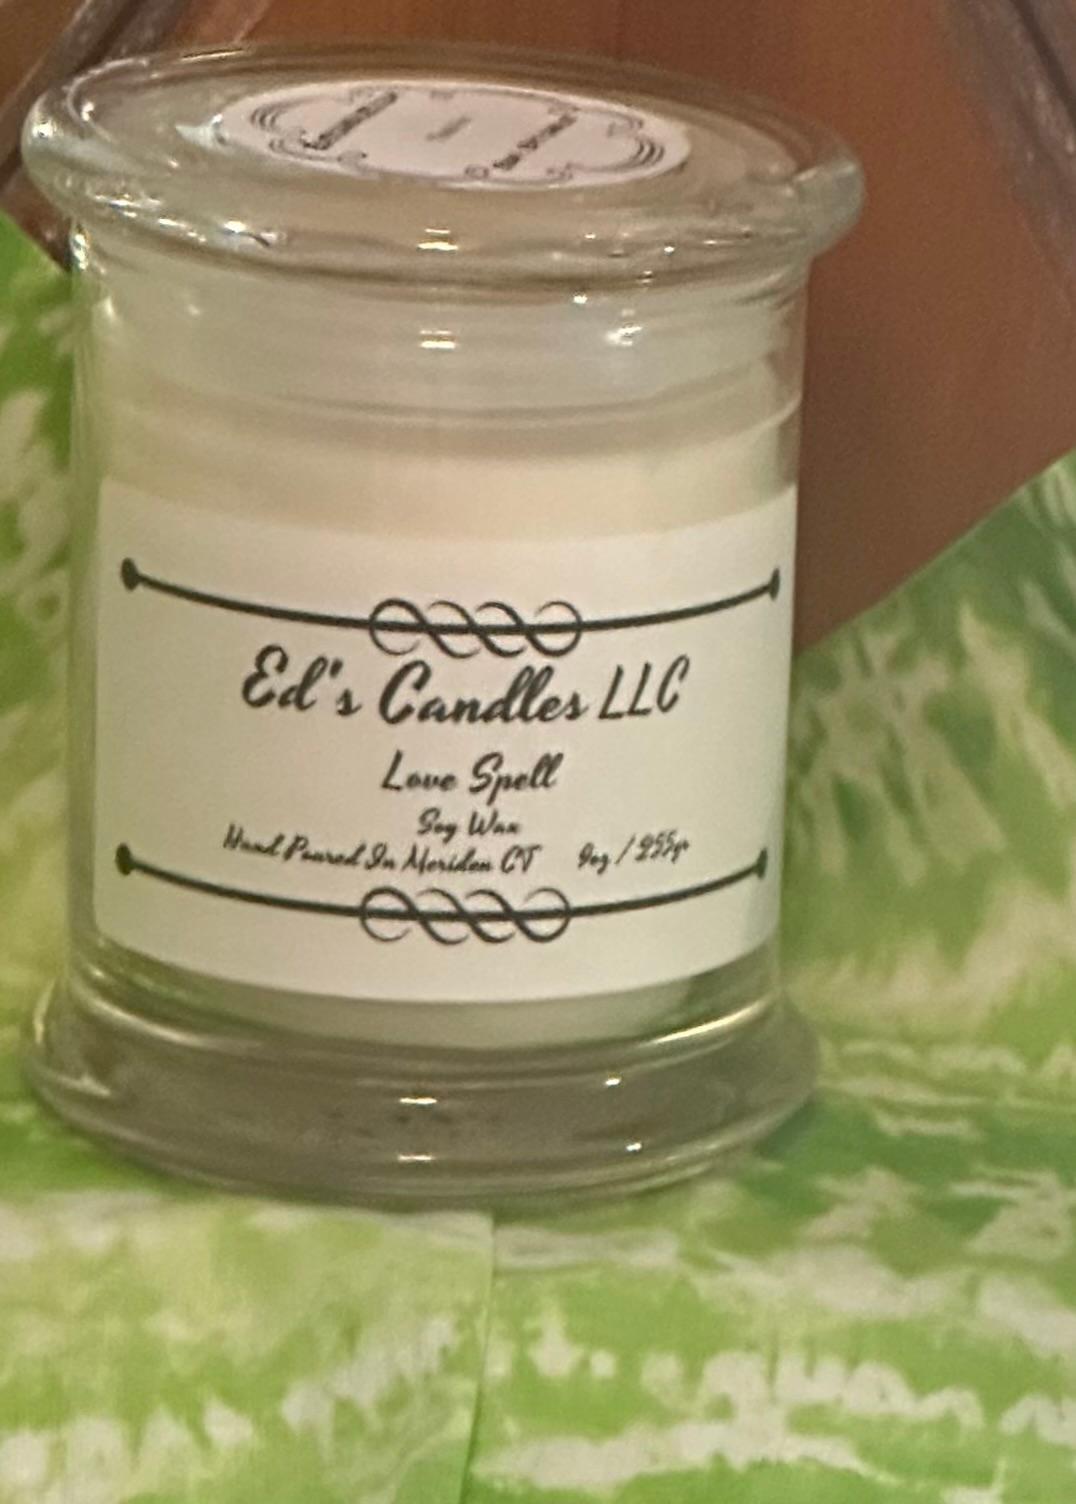 Ed's Candles LLC
Love Spell
Soy Wax
Hand Poured In Meriden CT 9oz / 255gr